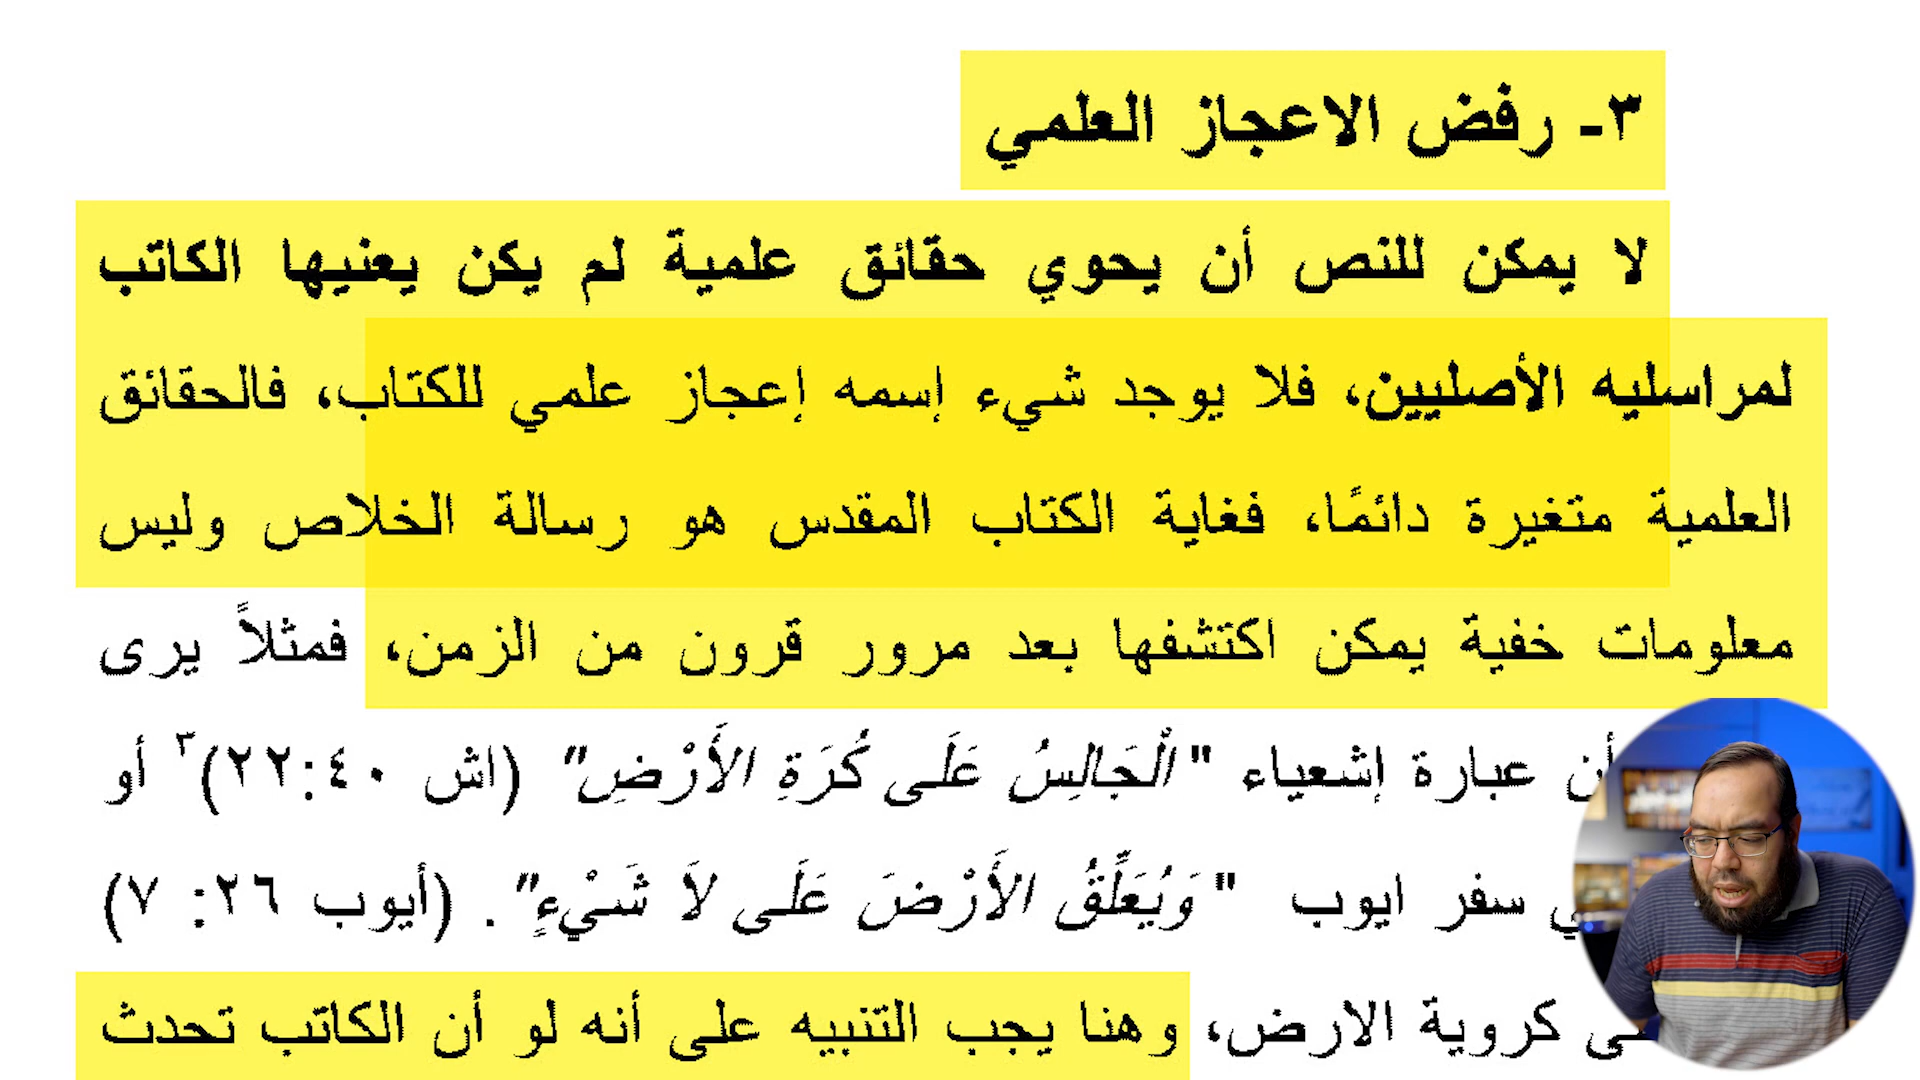 ٣- رفض الاعجاز العلمي
لا يمكن للنص أن يحوي حقائق علمية لم يكن يعنيها الكاتب
لمراسليه الأصليين، فلا يوجد شيء إسمه إعجاز علمي للكتاب، فالحقائق
العلمية متغيرة دائمًا، فغاية الكتاب المقدس هو رسالة الخلاص وليس
معلومات خفية يمكن اكتشفها بعد مرور قرون من الزمن، فمثلاً يرى
أن عبارة إشعياء "الْجَالِسُ عَلَى كُرَةِ الأَرْضِ" (اش ٤٠:٢٢)٣ أو
سفر ايوب "وَيُعَلِّقُ الأَرْضَ عَلَى لاَ شَيْءٍ". (أيوب ٢٦: ٧)
كروية الارض، وهنا يجب التنبيه على أنه لو أن الكاتب تحدث